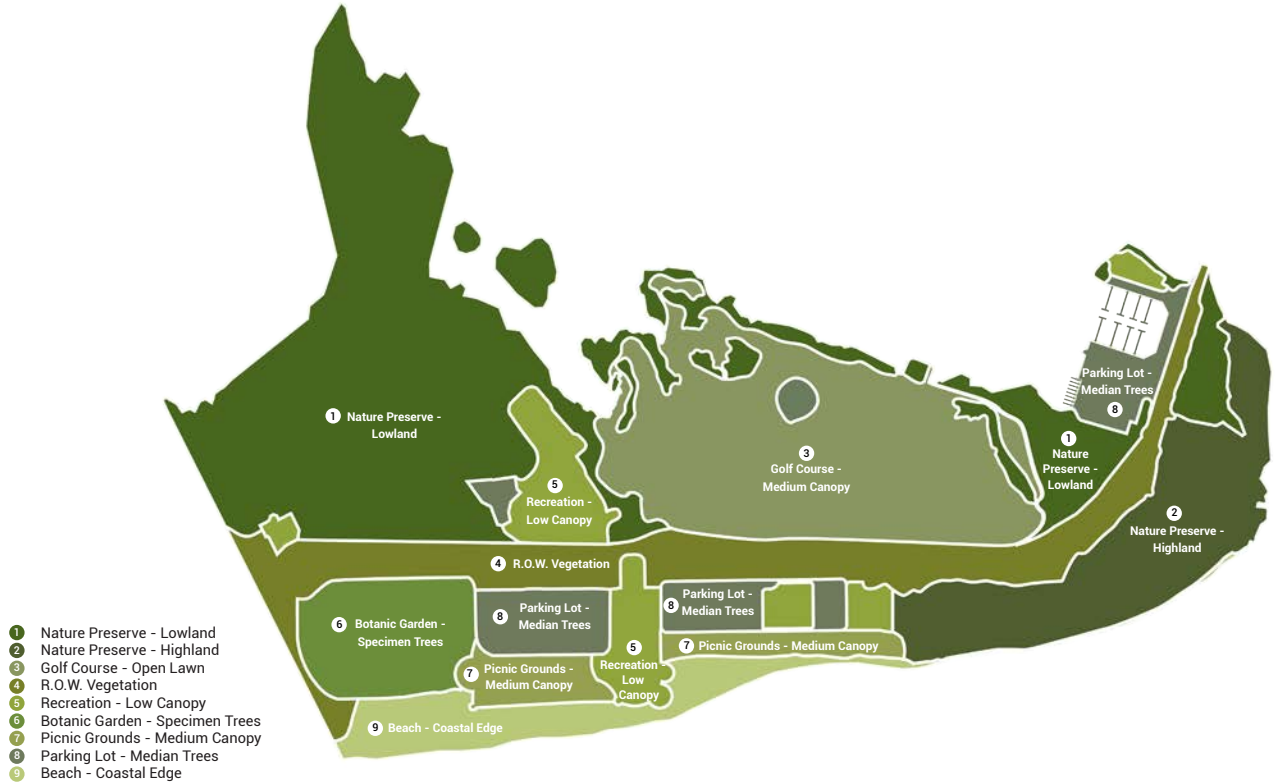 1 Nature Preserve -
Lowland
5
Recreation -
Low Canopy
3
Golf Course -
Medium Canopy
Parking Lot -
Median Trees
8
1
Nature
Preserve -
Lowland
2
Nature Preserve -
Highland
4 R.O.W. Vegetation
6 Botanic Garden -
Specimen Trees
8 Parking Lot -
Median Trees
8 Parking Lot -
Median Trees
5
Recreation -
Low
Canopy
7 Picnic Grounds -
Medium Canopy
7 Picnic Grounds - Medium Canopy
9 Beach - Coastal Edge
1 Nature Preserve - Lowland
2 Nature Preserve - Highland
3 Golf Course - Open Lawn
4 R.O.W. Vegetation
5 Recreation - Low Canopy
6 Botanic Garden - Specimen Trees
7 Picnic Grounds - Medium Canopy
8 Parking Lot - Median Trees
9 Beach - Coastal Edge